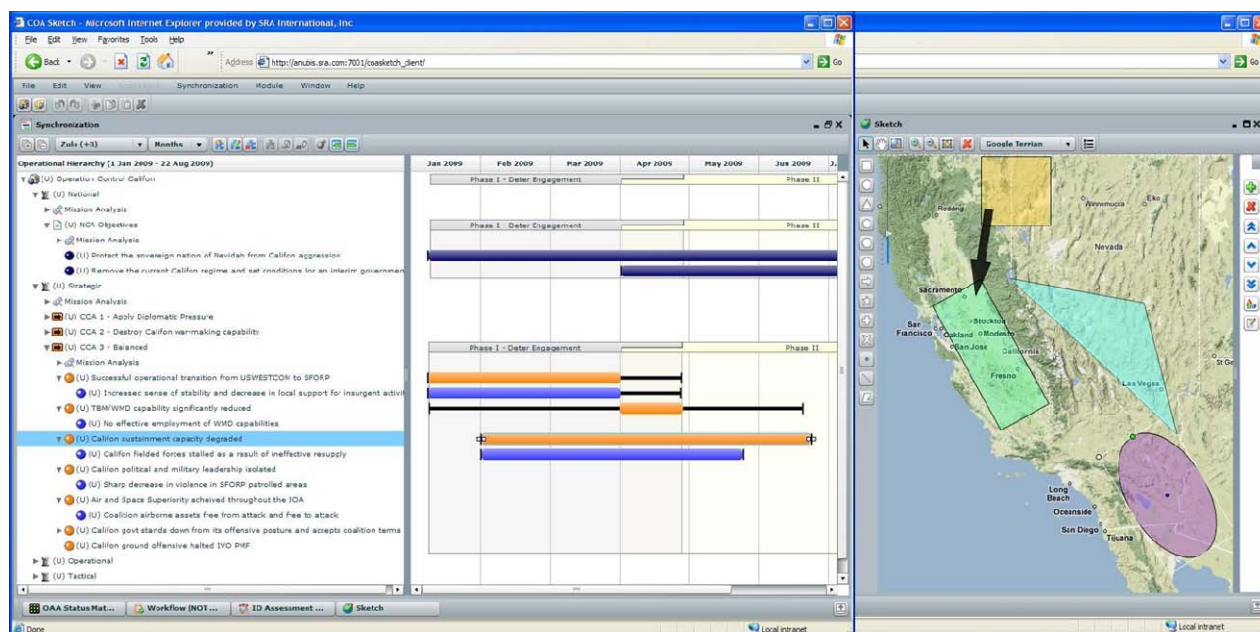 COA Sketch - Microsoft Internet Explorer provided by SRA International, Inc
File Edit View Favorites Tools Help
Back
Address http://anubis.sra.com:7001/coasketch_client/
Go
Go
File Edit View Synchronization Module Window Help
Synchronization
Sketch
Zulu (+3)
Months
Google Terrian
Operational Hierarchy (1 Jan 2009 - 22 Aug 2009)
Jan 2009 Feb 2009 Mar 2009 Apr 2009 May 2009 Jun 2009 J..
(U) Operation Control Califon
Phase I - Deter Engagement
Phase II
(U) National
Mission Analysis
(U) NCA Objectives
Phase I - Deter Engagement
Phase II
Mission Analysis
(U) Protect the sovereign nation of Nevidah from Califon aggression
(U) Remove the current Califon regime and set conditions for an interim governmen
(U) Strategic
Mission Analysis
(U) CCA 1 - Apply Diplomatic Pressure
(U) CCA 2 - Destroy Califon war-making capability
(U) CCA 3 - Balanced
Phase I - Deter Engagement
Phase II
Mission Analysis
(U) Successful operational transition from USWESTCOM to SFORP
(U) Increased sense of stability and decrease in local support for insurgent activit
(U) TBM/WMD capability significantly reduced
(U) No effective employment of WMD capabilities
(U) Califon sustainment capacity degraded
(U) Califon fielded forces stalled as a result of ineffective resupply
(U) Califon political and military leadership isolated
(U) Sharp decrease in violence in SFORP patrolled areas
(U) Air and Space Superiority acheived throughout the JOA
(U) Coalition airborne assets free from attack and free to attack
(U) Califon govt stands down from its offensive posture and accepts coalition terms
(U) Califon ground offensive halted IVO PMF
(U) Operational
(U) Tactical
Redding
Winnemucca
Elko
Nevada
Sacramento
Stockton
San Francisco
Oakland
Modesto
San Jose
California
Fresno
St Ge
Las Vegas
Long Beach
Oceanside
San Diego
Tijuana
OAA Status Mat...
Workflow (NOT ...
ID Assessment ...
Sketch
Done
Local intranet
Local intranet